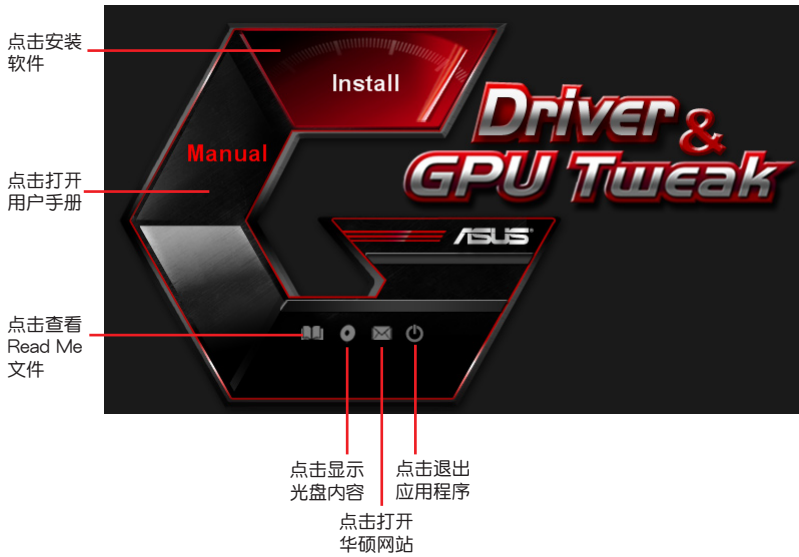 点击安装
软件
Install
Driver &
GPU Tweak
Manual
点击打开
用户手册
ASUS
点击查看
Read Me
文件
点击显示
光盘内容
点击退出
应用程序
点击打开
华硕网站